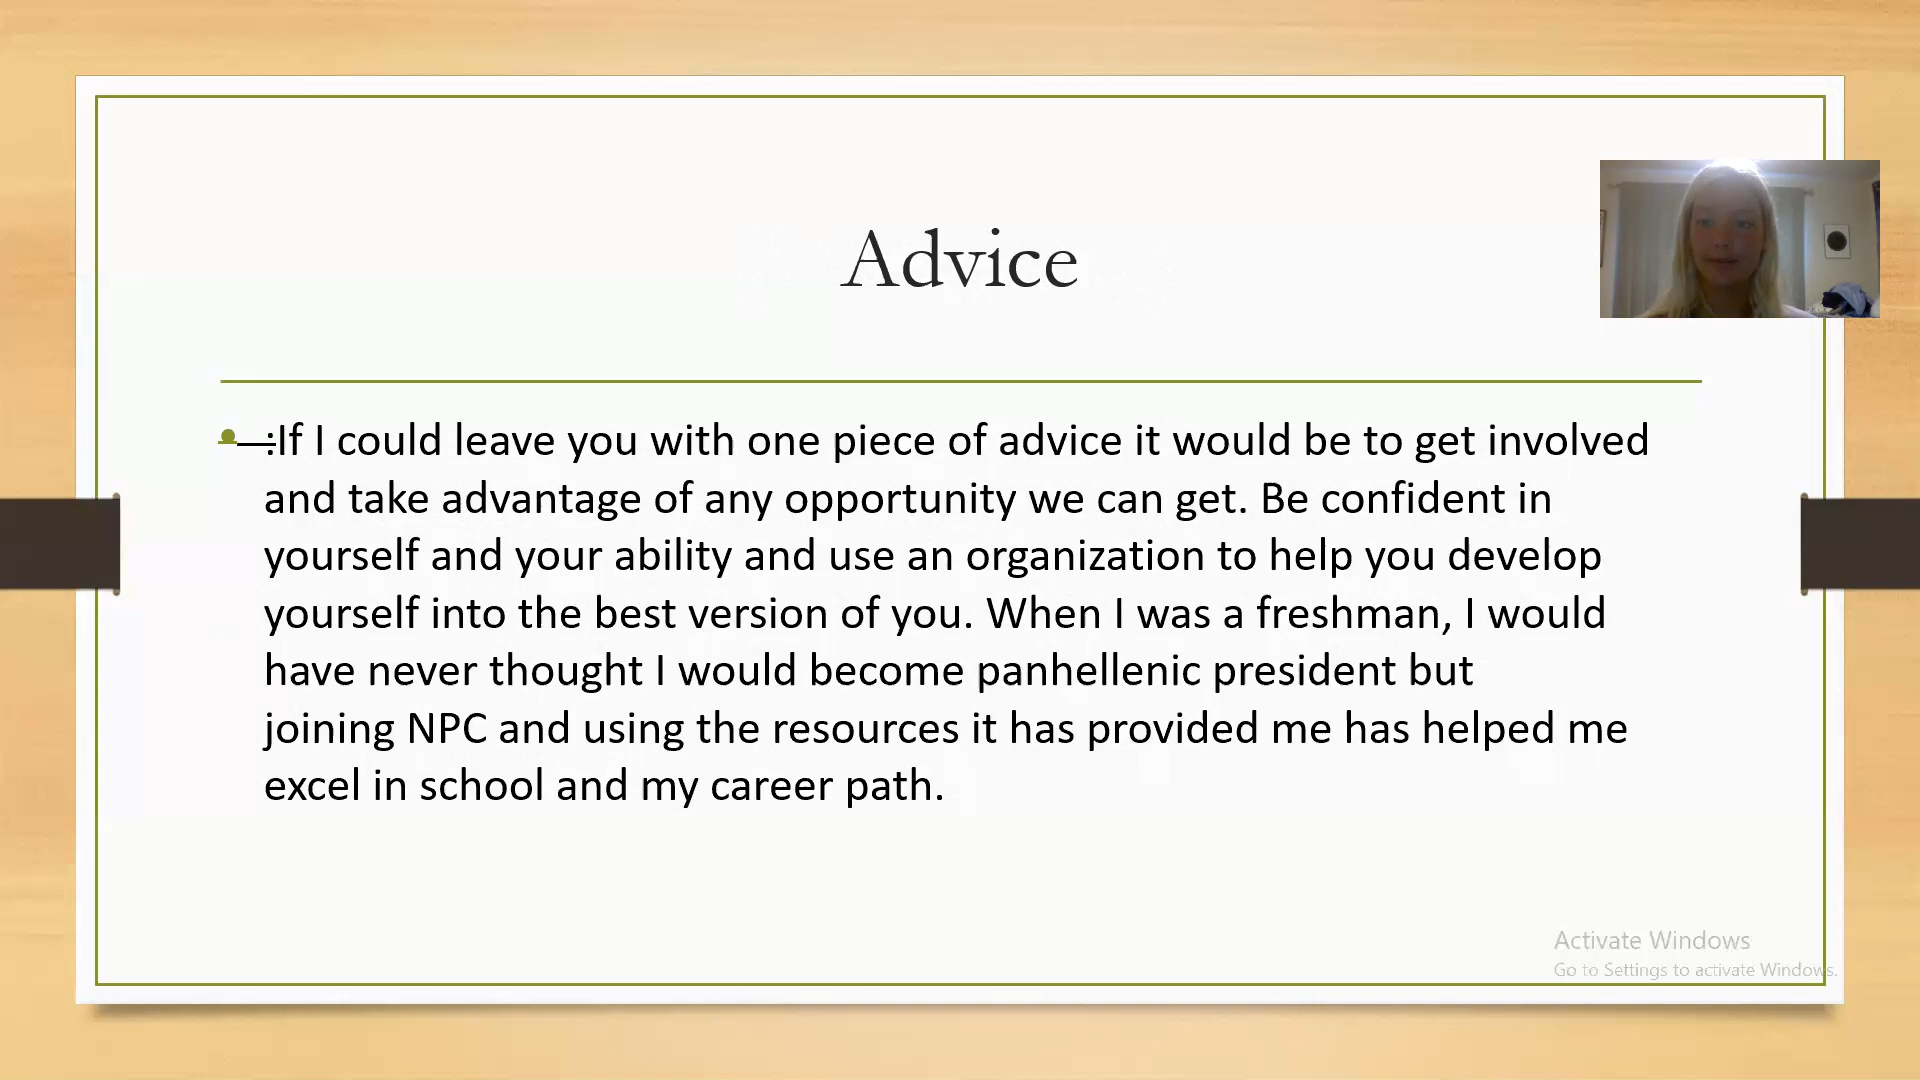 Advice
• :If I could leave you with one piece of advice it would be to get involved
and take advantage of any opportunity we can get. Be confident in
yourself and your ability and use an organization to help you develop
yourself into the best version of you. When I was a freshman, I would
have never thought I would become panhellenic president but
joining NPC and using the resources it has provided me has helped me
excel in school and my career path.
Activate Windows
Go to Settings to activate Windows.